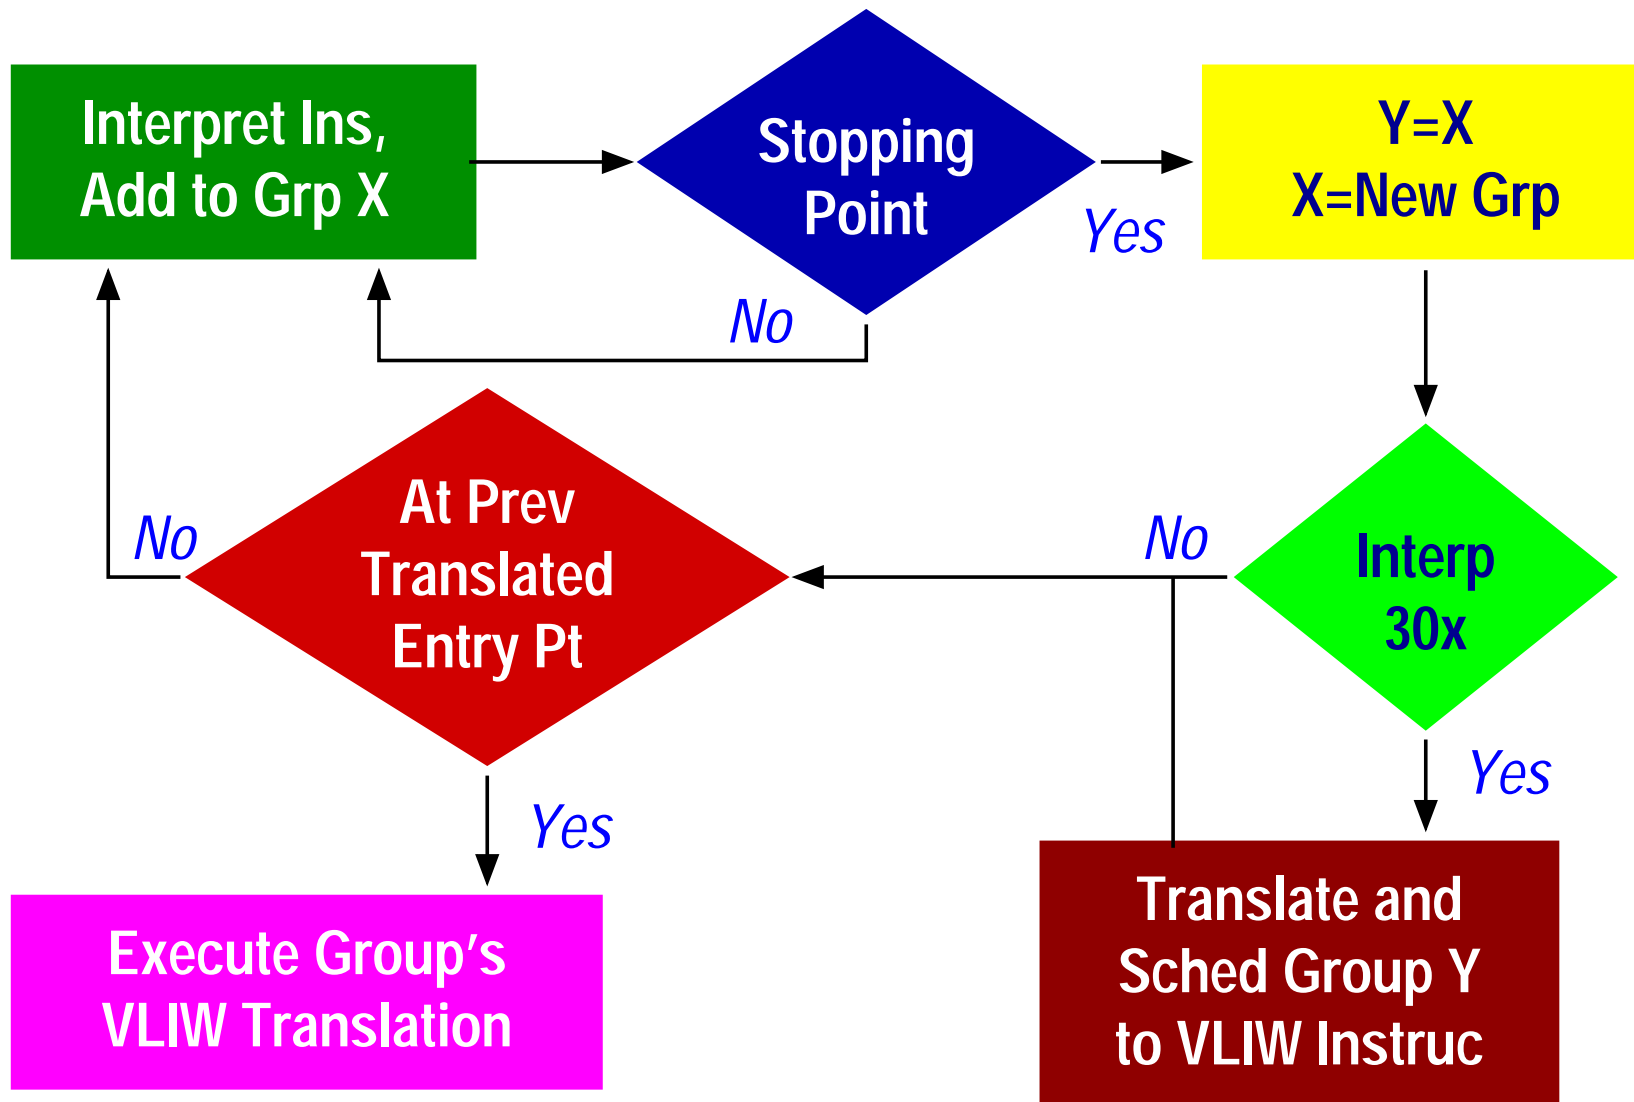 Interpret Ins,
Add to Grp X
Stopping
Point
Yes
Y=X
X=New Grp
No
At Prev
Translated
Entry Pt
No
No
Interp
30x
Yes
Yes
Execute Group's
VLIW Translation
Translate and
Sched Group Y
to VLIW Instruc